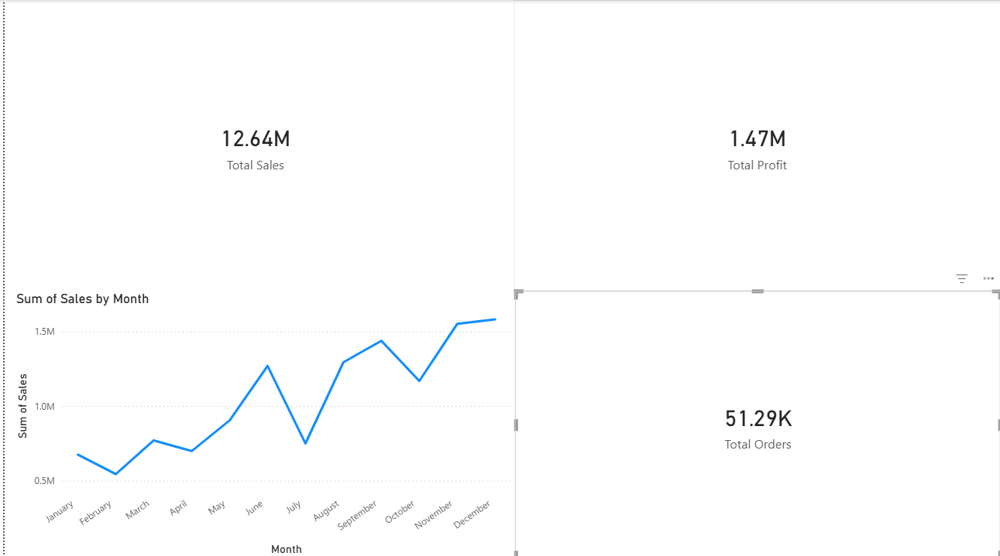 12.64M
Total Sales
1.47M
Total Profit
Sum of Sales by Month
1.5M
1.0M
0.5M
Sum of Sales
January
February
March
April
May
June
July
August
September
October
November
December
Month
51.29K
Total Orders